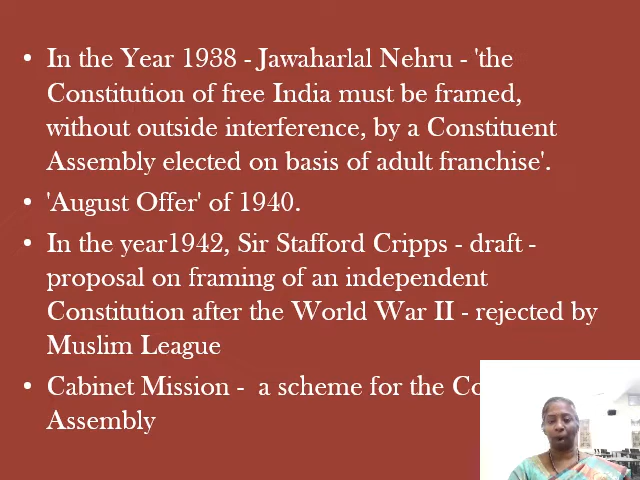 • In the Year 1938 - Jawaharlal Nehru - 'the
Constitution of free India must be framed,
without outside interference, by a Constituent
Assembly elected on basis of adult franchise'.
• 'August Offer' of 1940.
• In the year1942, Sir Stafford Cripps - draft -
proposal on framing of an independent
Constitution after the World War II - rejected by
Muslim League
• Cabinet Mission - a scheme for the
Assembly